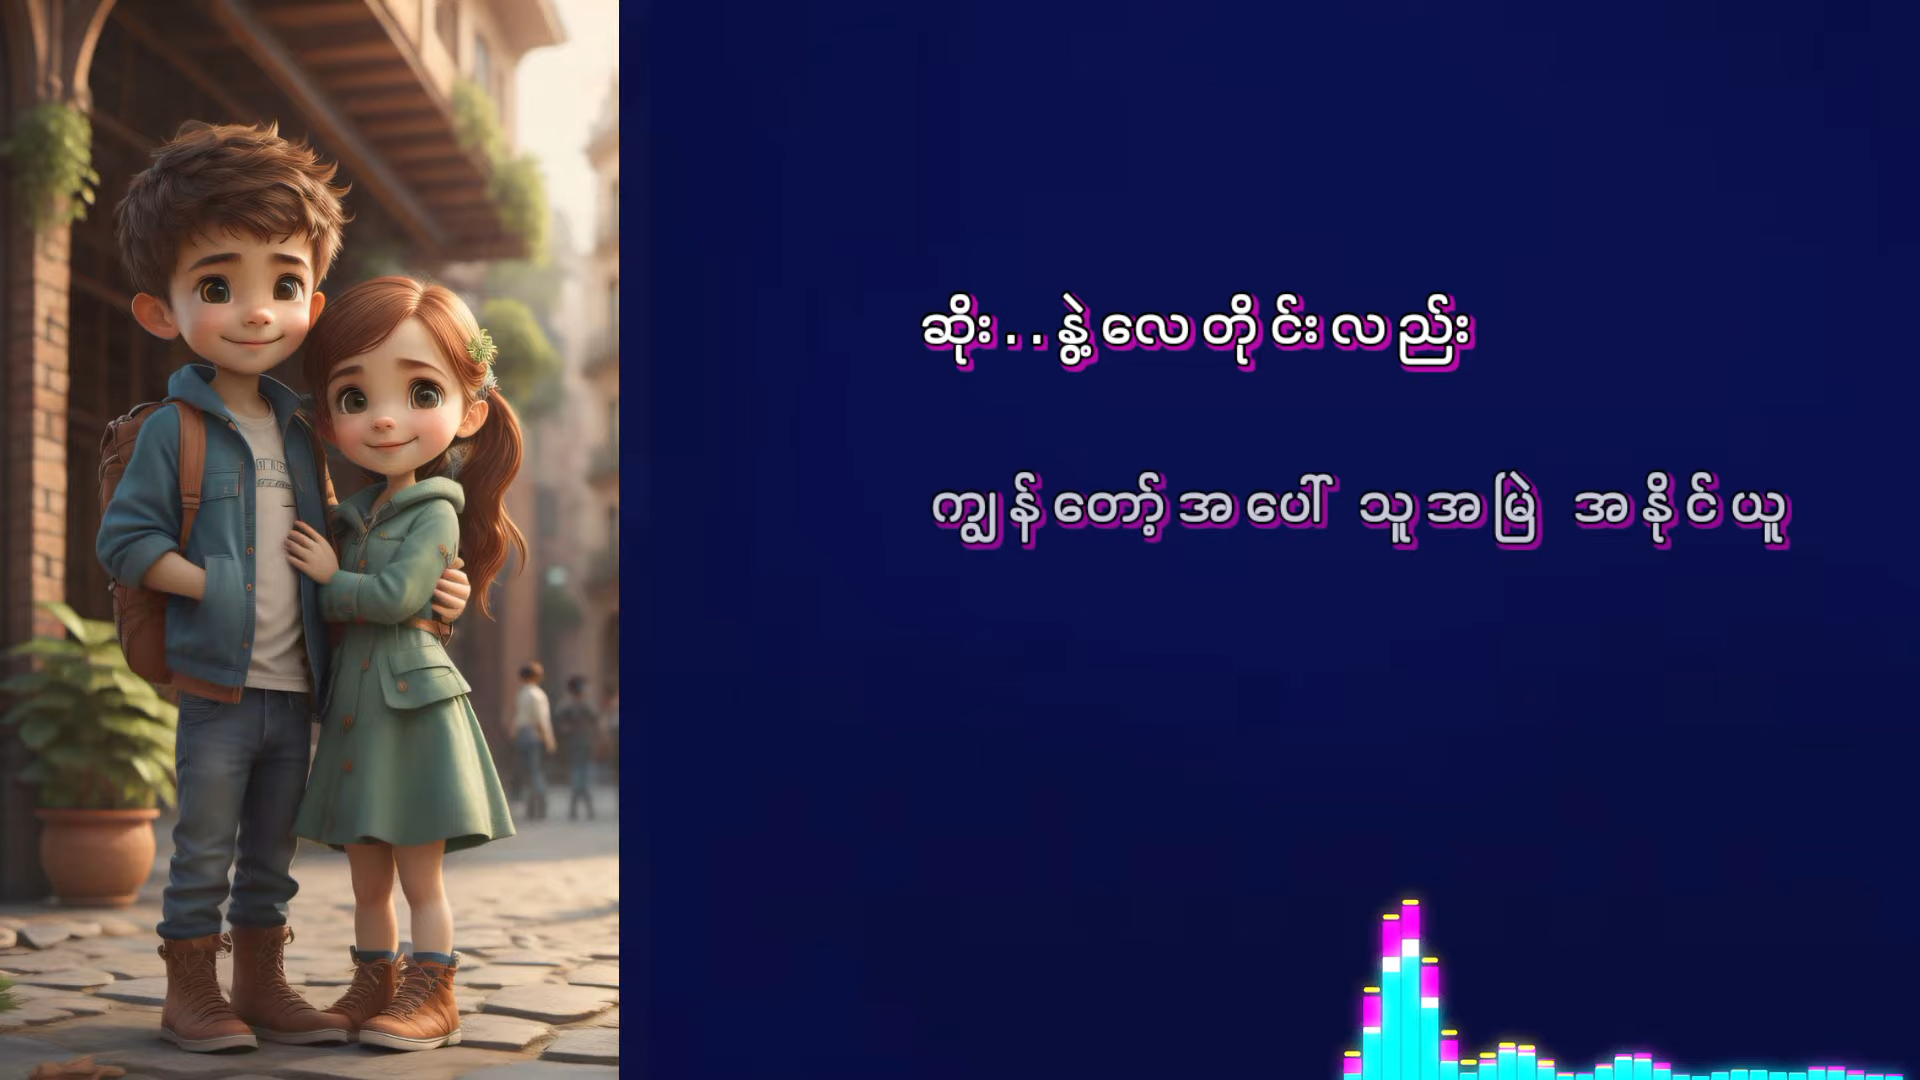 ဆိုး..နွဲ့လေတိုင်းလည်း
ကျွန်တော့်အပေါ် သူအမြဲ အနိုင်ယူ